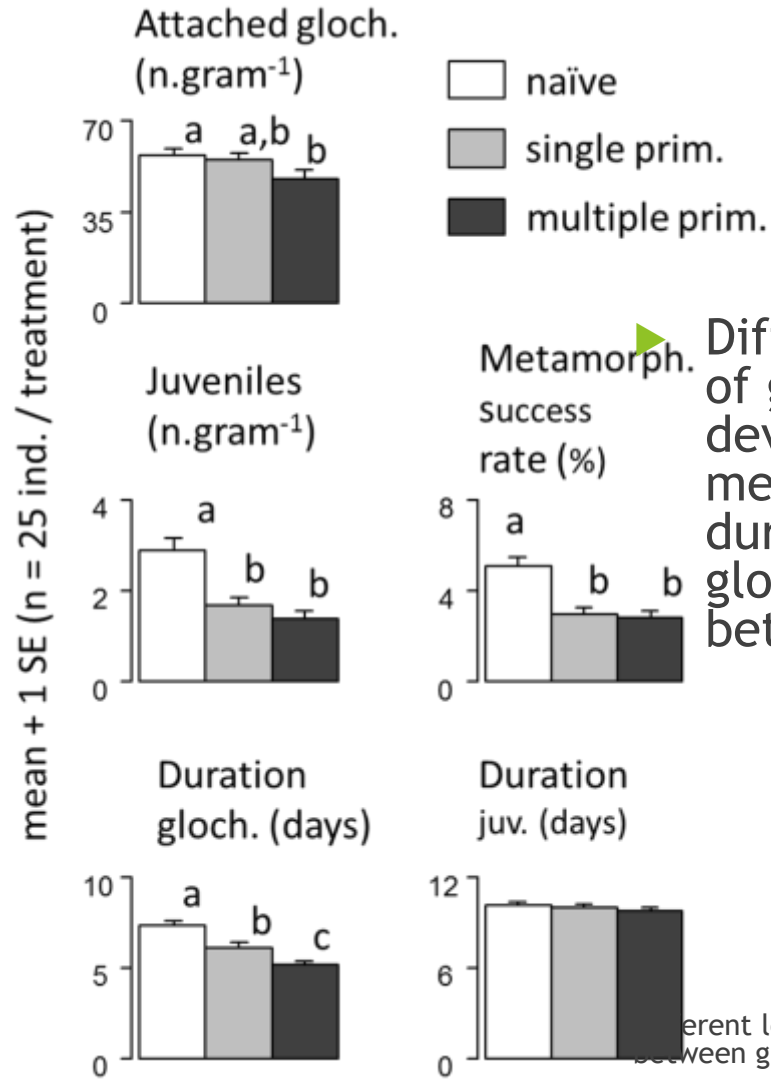 Attached gloch.
(n.gram-1)
naïve
single prim.
multiple prim.
70
35
0
a
a,b
b
mean + 1 SE (n = 25 ind. / treatment)
Juveniles
(n.gram-1)
4
2
0
a
b
b
Metamorph.
success
rate (%)
8
4
0
a
b
b
of
Duration
gloch. (days)
10
5
0
a
b
c
Duration
juv. (days)
12
6
0
between